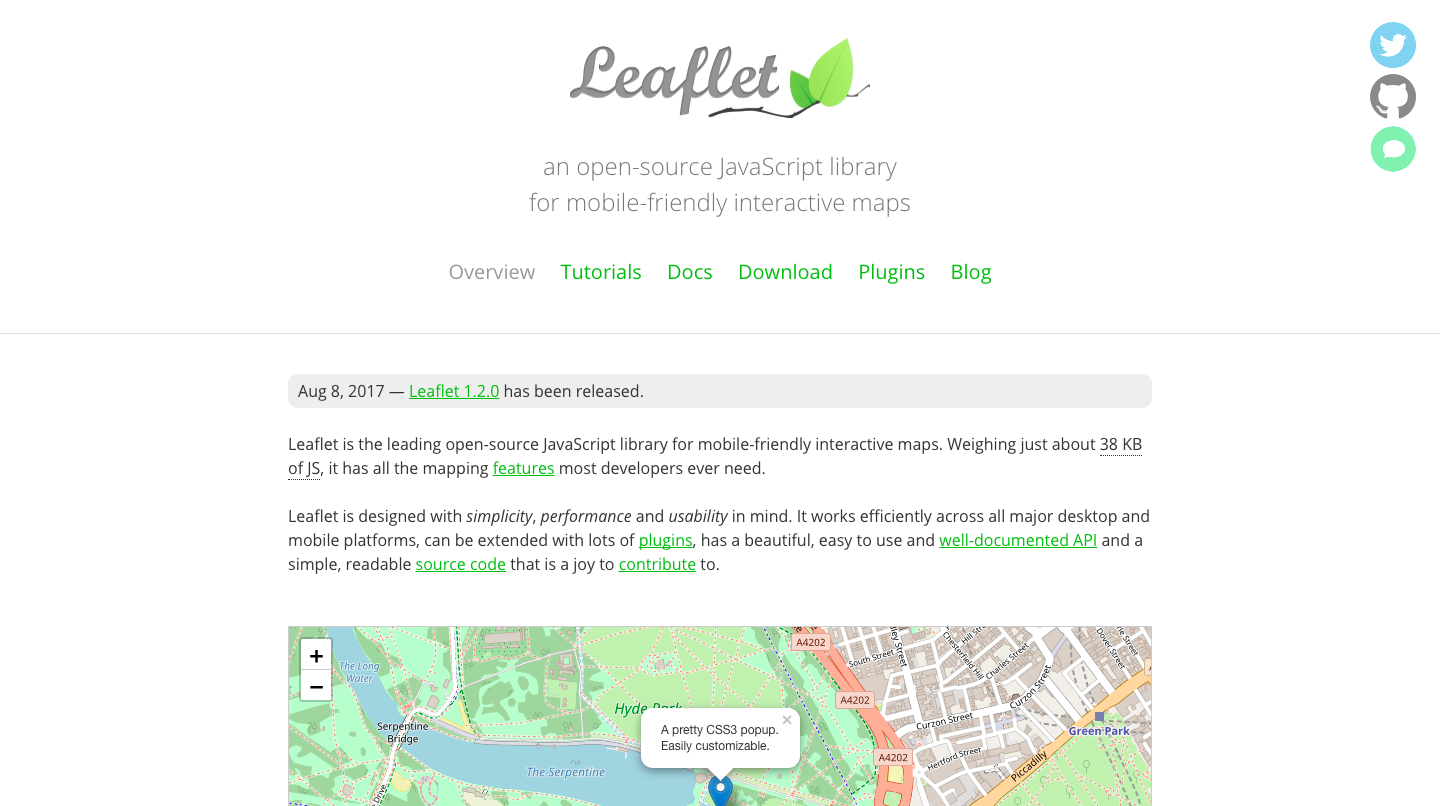 Leaflet
an open-source JavaScript library
for mobile-friendly interactive maps
Overview Tutorials Docs Download Plugins Blog
Aug 8, 2017 — Leaflet 1.2.0 has been released.
Leaflet is the leading open-source JavaScript library for mobile-friendly interactive maps. Weighing just about 38 KB
of JS, it has all the mapping features most developers ever need.
Leaflet is designed with simplicity, performance and usability in mind. It works efficiently across all major desktop and
mobile platforms, can be extended with lots of plugins, has a beautiful, easy to use and well-documented API and a
simple, readable source code that is a joy to contribute to.
+
−
The Long
Water
Serpentine
Bridge
The Serpentine
Hyde Park
A pretty CSS3 popup.
Easily customizable.
×
A4202
A4202
A4202
South Street
Chesterfield Hill
Hill Street
Charles Street
Curzon Street
Curzon Street
Hertford Street
Dover Street
Green Park
Piccadilly